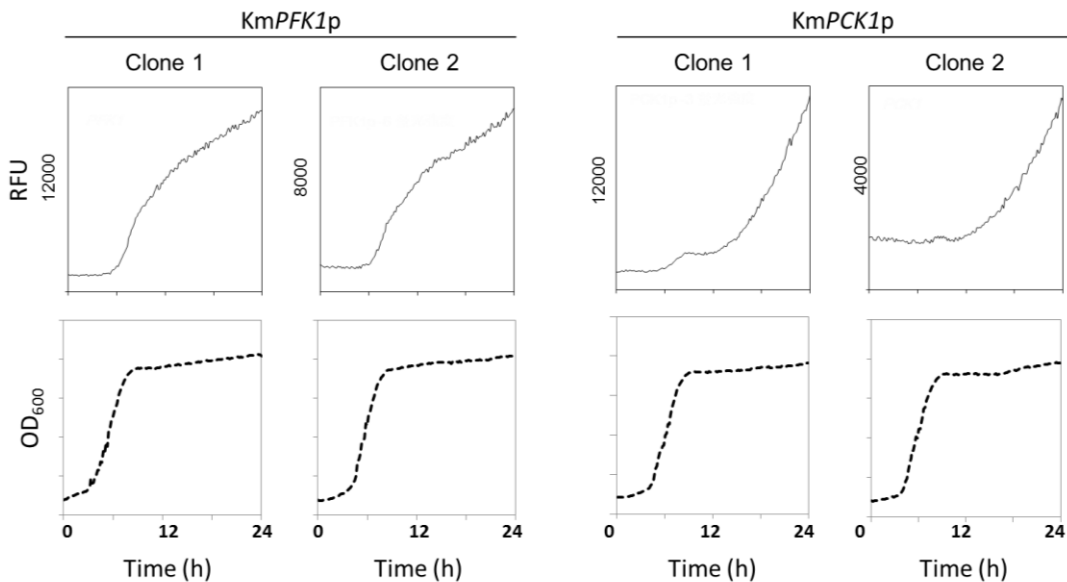 KmPFK1p KmPCK1p
Clone 1 Clone 2 Clone 1 Clone 2
RFU 12000 8000 12000 4000
OD600
0 12 24 0 12 24 0 12 24 0 12 24
Time (h) Time (h) Time (h) Time (h)